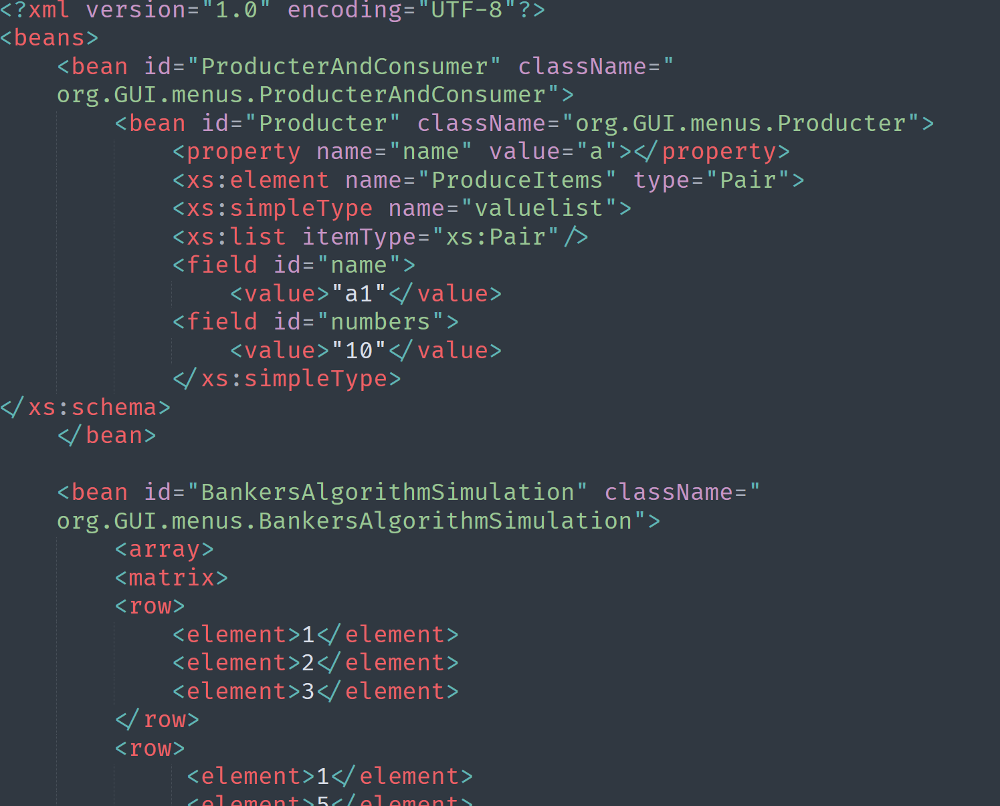 <?xml version="1.0" encoding="UTF-8"?>
<beans>
<bean id="ProducterAndConsumer" className="
org.GUI.menus.ProducterAndConsumer">
<bean id="Producter" className="org.GUI.menus.Producter">
<property name="name" value="a"></property>
<xs:element name="ProduceItems" type="Pair">
<xs:simpleType name="valuelist">
<xs:list itemType="xs:Pair"/>
<field id="name">
<value>"a1"</value>
<field id="numbers">
<value>"10"</value>
</xs:simpleType>
</xs:schema>
</bean>
<bean id="BankersAlgorithmSimulation" className="
org.GUI.menus.BankersAlgorithmSimulation">
<array>
<matrix>
<row>
<element>1</element>
<element>2</element>
<element>3</element>
</row>
<row>
<element>1</element>
<element>5</element>